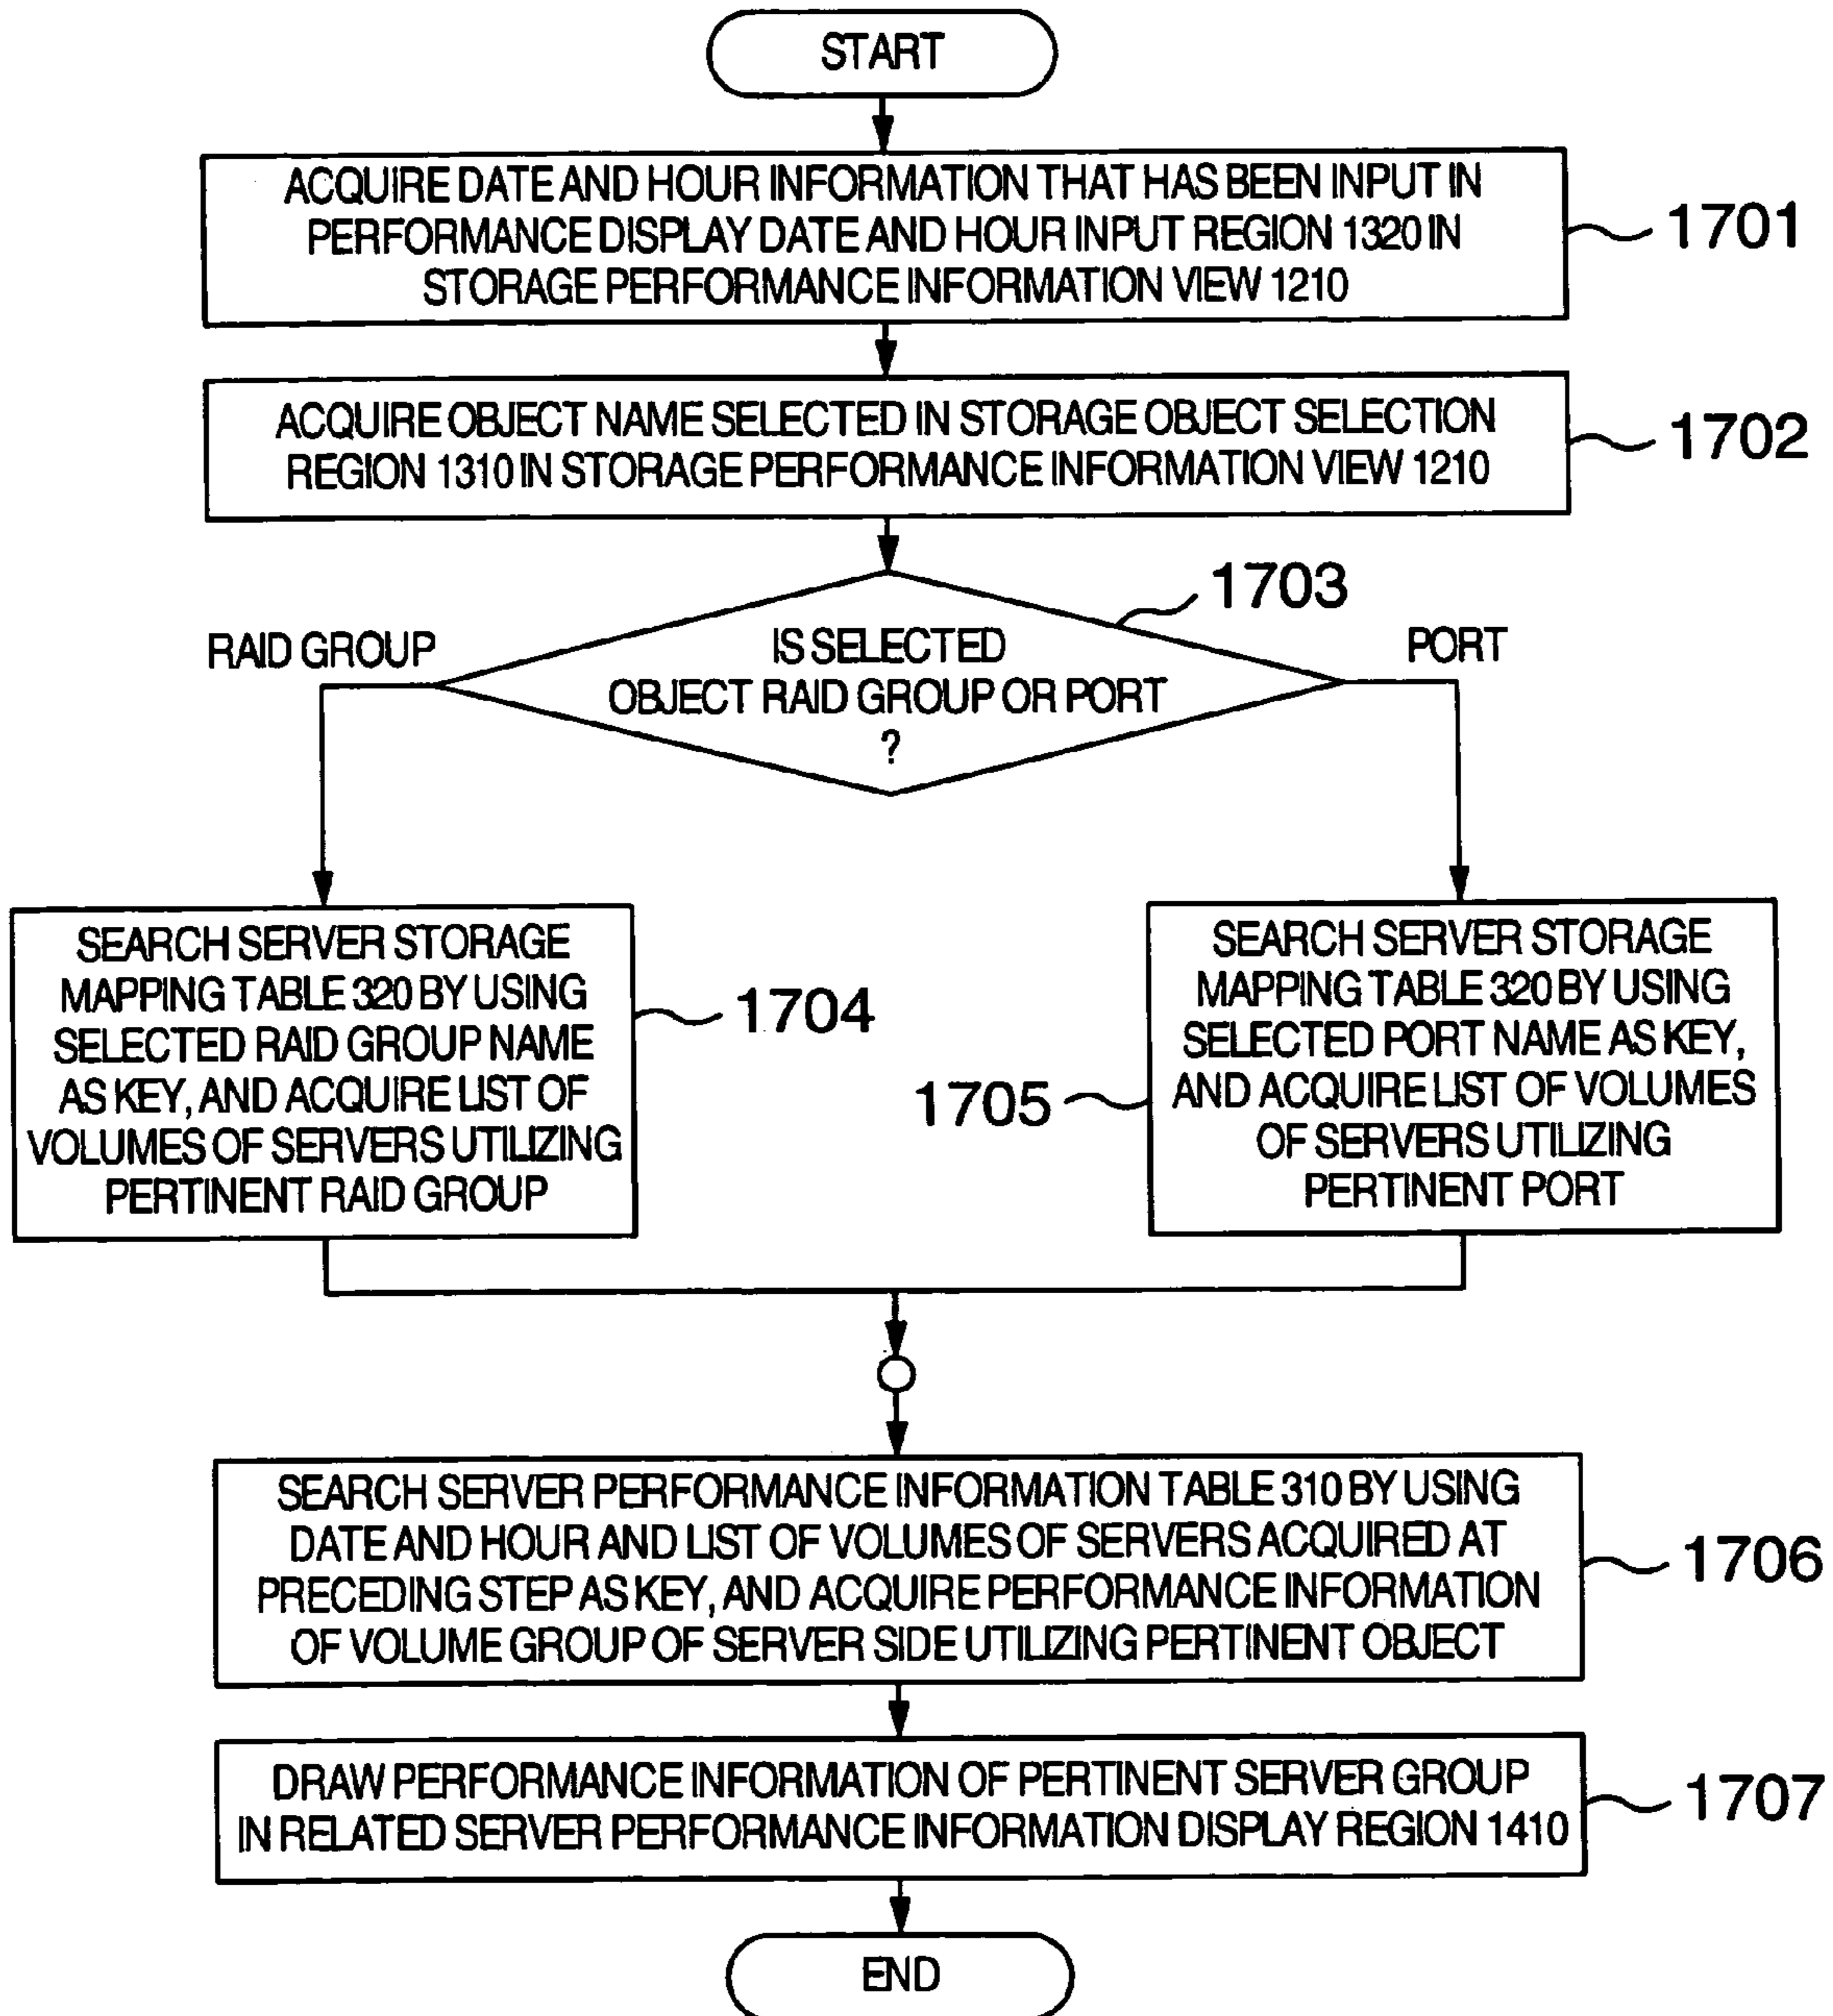 START
ACQUIRE DATE AND HOUR INFORMATION THAT HAS BEEN INPUT IN
PERFORMANCE DISPLAY DATE AND HOUR INPUT REGION 1320 IN
STORAGE PERFORMANCE INFORMATION VIEW 1210
1701
ACQUIRE OBJECT NAME SELECTED IN STORAGE OBJECT SELECTION
REGION 1310 IN STORAGE PERFORMANCE INFORMATION VIEW 1210
1702
1703
RAID GROUP
IS SELECTED
OBJECT RAID GROUP OR PORT
?
PORT
SEARCH SERVER STORAGE
MAPPING TABLE 320 BY USING
SELECTED RAID GROUP NAME
AS KEY, AND ACQUIRE LIST OF
VOLUMES OF SERVERS UTILIZING
PERTINENT RAID GROUP
1704
1705
SEARCH SERVER STORAGE
MAPPING TABLE 320 BY USING
SELECTED PORT NAME AS KEY,
AND ACQUIRE LIST OF VOLUMES
OF SERVERS UTILIZING
PERTINENT PORT
SEARCH SERVER PERFORMANCE INFORMATION TABLE 310 BY USING
DATE AND HOUR AND LIST OF VOLUMES OF SERVERS ACQUIRED AT
PRECEDING STEP AS KEY, AND ACQUIRE PERFORMANCE INFORMATION
OF VOLUME GROUP OF SERVER SIDE UTILIZING PERTINENT OBJECT
1706
DRAW PERFORMANCE INFORMATION OF PERTINENT SERVER GROUP
IN RELATED SERVER PERFORMANCE INFORMATION DISPLAY REGION 1410
1707
END